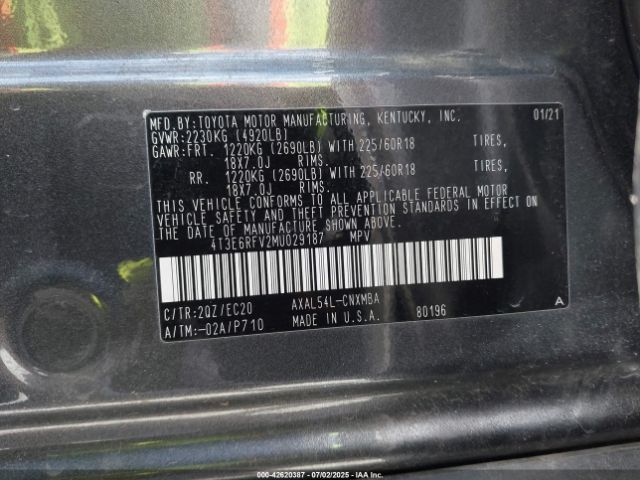 MFD.BY:TOYOTA MOTOR MANUFACTURING, KENTUCKY, INC. 01/21
GVWR:2230KG (4920LB)
GAWR:FRT. 1220KG (2690LB) WITH 225/60R18 TIRES,
18X7.0J RIMS.
RR. 1220KG (2690LB) WITH 225/60R18 TIRES,
18X7.0J RIMS.
THIS VEHICLE CONFORMS TO ALL APPLICABLE FEDERAL MOTOR
VEHICLE SAFETY AND THEFT PREVENTION STANDARDS IN EFFECT ON
THE DATE OF MANUFACTURE SHOWN ABOVE.
4T3E6RFV2MU029187 MPV
C/TR:2QZ/EC20 AXAL54L-CNXMBA A
A/TM:-02A/P710 MADE IN U.S.A. 80196
000-42620387 - 07/02/2025 - IAA Inc.